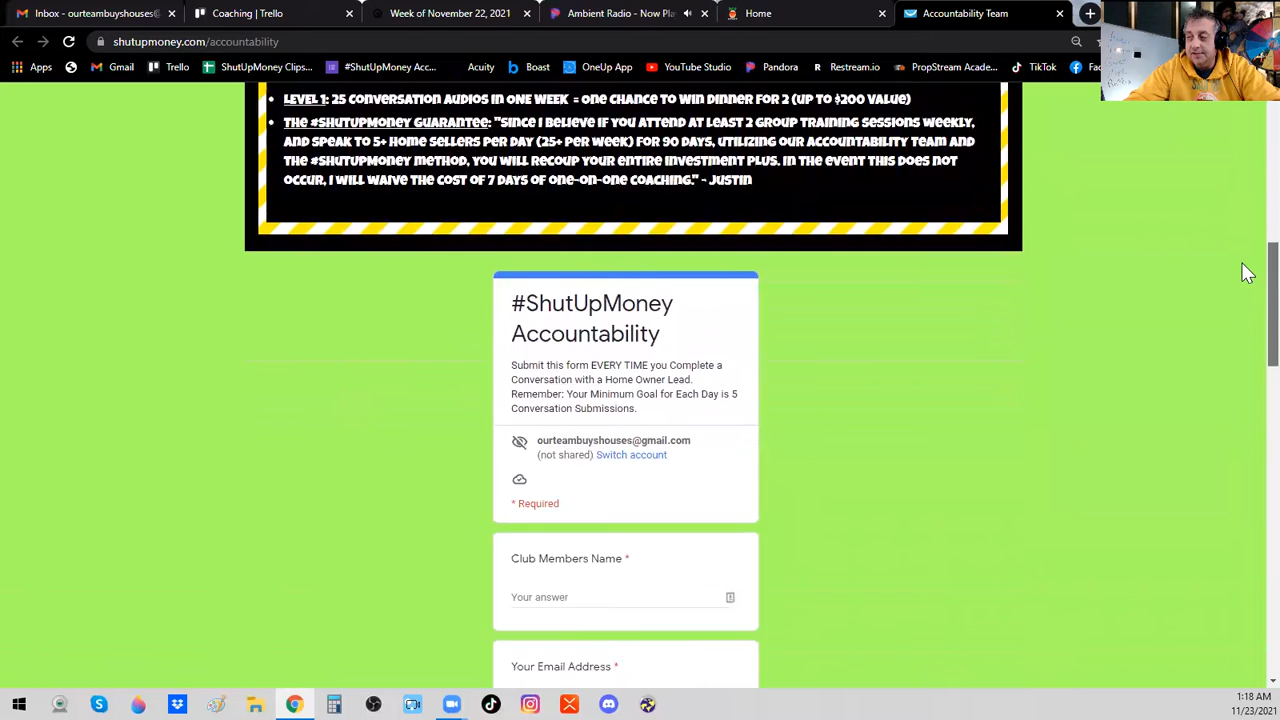 Inbox - ourteambuyshouses@
Coaching | Trello
Week of November 22, 2021
Ambient Radio - Now Pla
Home
Accountability Team
shutupmoney.com/accountability
Apps
Gmail
Trello
ShutUpMoney Clips...
#ShutUpMoney Acc...
Acuity
Boast
OneUp App
YouTube Studio
Pandora
Restream.io
PropStream Acade...
TikTok
Fac
LEVEL 1: 25 CONVERSATION AUDIOS IN ONE WEEK = ONE CHANCE TO WIN DINNER FOR 2 (UP TO $200 VALUE)
THE #SHUTUPMONEY GUARANTEE: "SINCE I BELIEVE IF YOU ATTEND AT LEAST 2 GROUP TRAINING SESSIONS WEEKLY,
AND SPEAK TO 5+ HOME SELLERS PER DAY (25+ PER WEEK) FOR 90 DAYS, UTILIZING OUR ACCOUNTABILITY TEAM AND
THE #SHUTUPMONEY METHOD, YOU WILL RECOUP YOUR ENTIRE INVESTMENT PLUS. IN THE EVENT THIS DOES NOT
OCCUR, I WILL WAIVE THE COST OF 7 DAYS OF ONE-ON-ONE COACHING." - JUSTIN
#ShutUpMoney
Accountability
Submit this form EVERY TIME you Complete a
Conversation with a Home Owner Lead.
Remember: Your Minimum Goal for Each Day is 5
Conversation Submissions.
ourteambuyshouses@gmail.com
(not shared) Switch account
* Required
Club Members Name *
Your answer
Your Email Address *
1:18 AM
11/23/2021